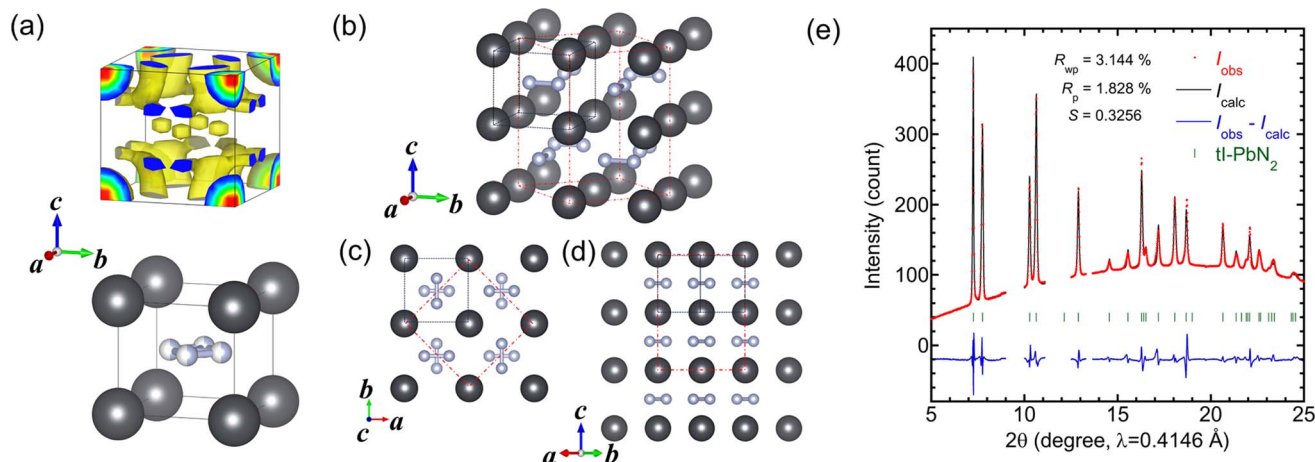 (a)
c
a
b
(b)
c
a
b
(c)
b
c
a
(d)
c
a
b
(e)
Intensity (count)
400
300
200
100
0
R_wp = 3.144 %
R_p = 1.828 %
S = 0.3256
I_obs
I_calc
I_obs - I_calc
tI-PbN_2
5
10
15
20
25
2θ (degree, λ=0.4146 Å)